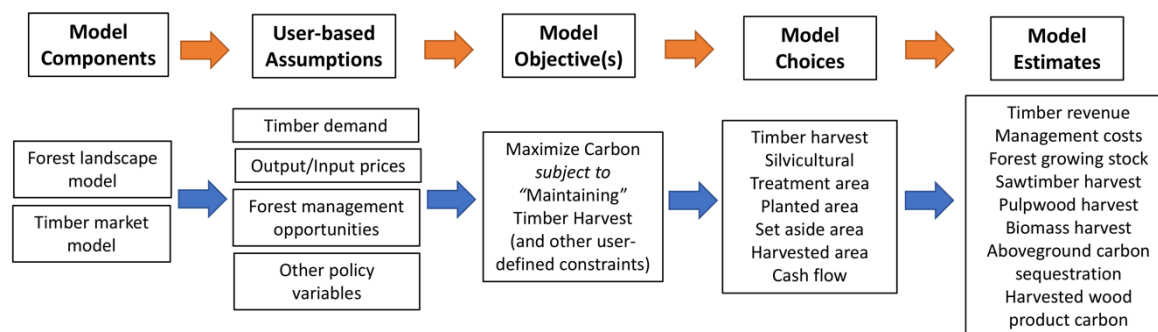 Model
Components
User-based
Assumptions
Model
Objective(s)
Model
Choices
Model
Estimates
Forest landscape
model
Timber market
model
Timber demand
Output/Input prices
Forest management
opportunities
Other policy
variables
Maximize Carbon
subject to
“Maintaining”
Timber Harvest
(and other user-
defined constraints)
Timber harvest
Silvicultural
Treatment area
Planted area
Set aside area
Harvested area
Cash flow
Timber revenue
Management costs
Forest growing stock
Sawtimber harvest
Pulpwood harvest
Biomass harvest
Aboveground carbon
sequestration
Harvested wood
product carbon